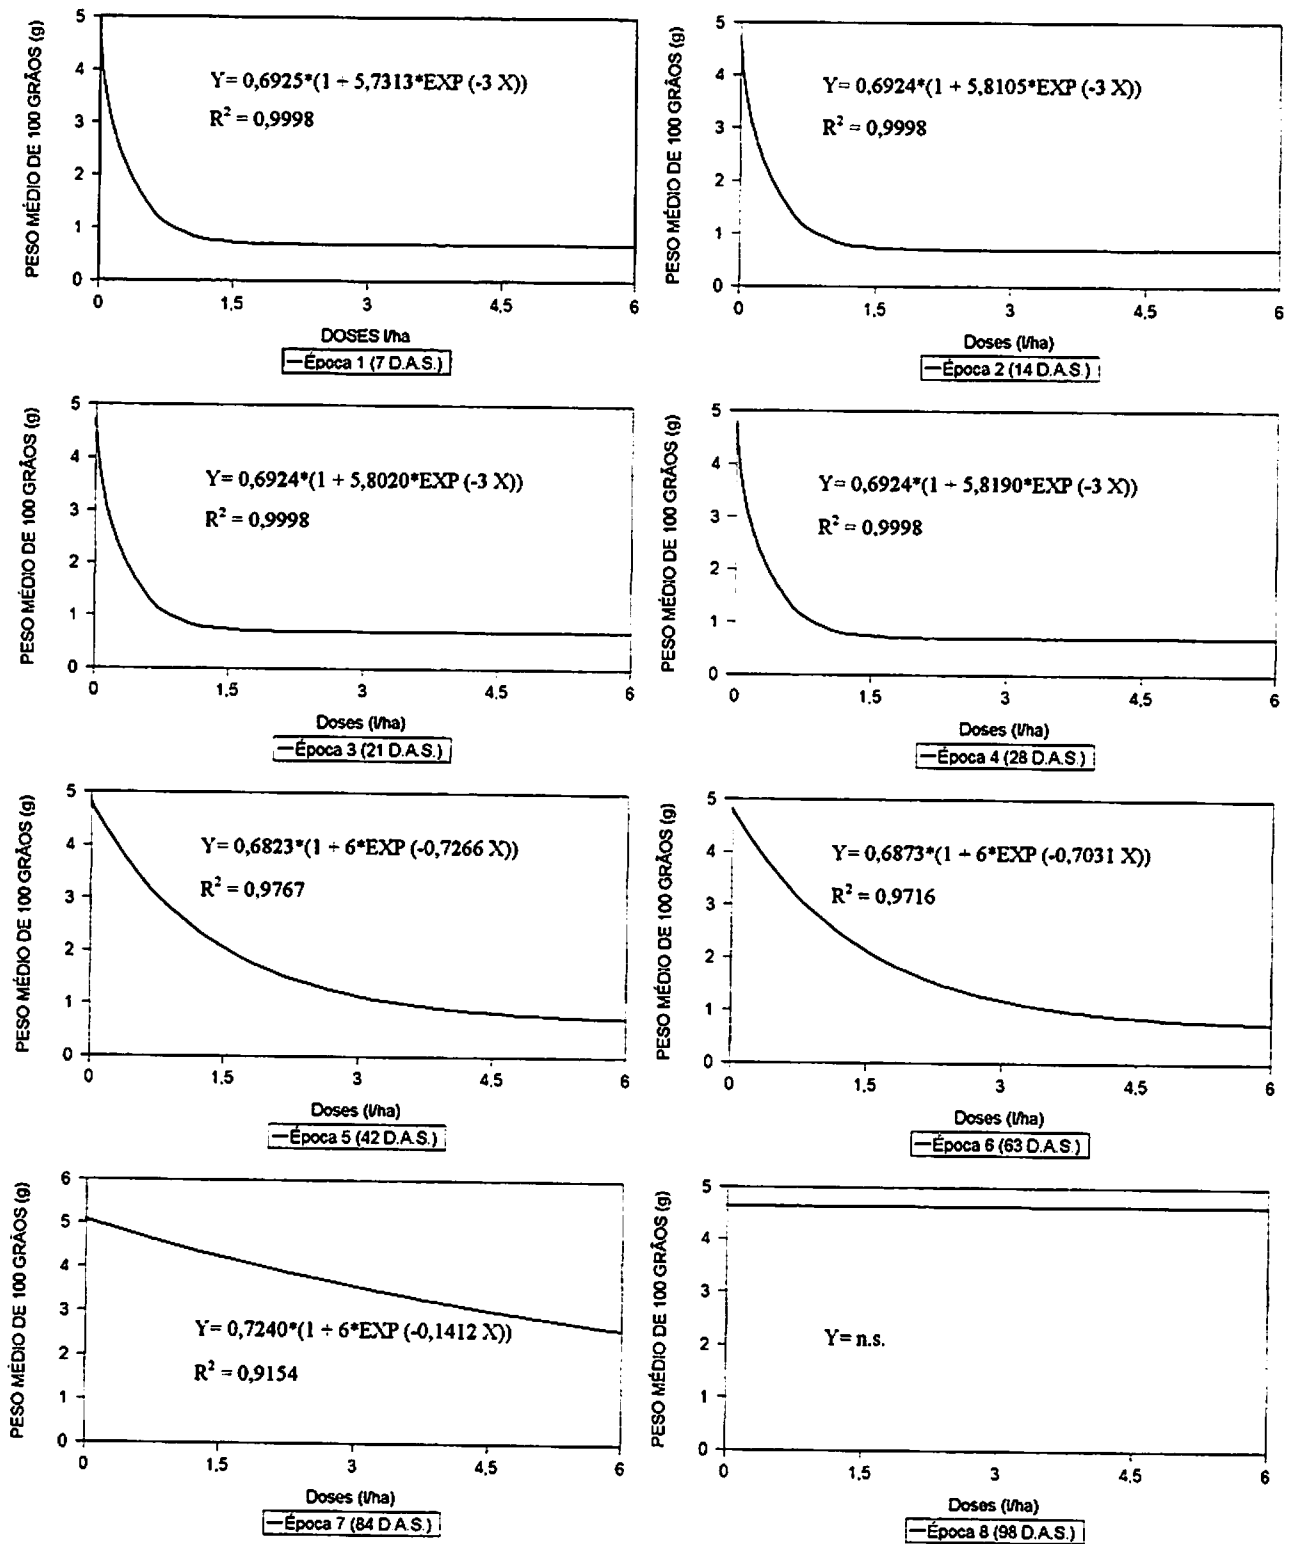 PESO MÉDIO DE 100 GRÃOS (g)
5
4
3
2
1
0
Y= 0,6925*(1 + 5,7313*EXP (-3 X))
R² = 0,9998
0 1,5 3 4,5 6
DOSES l/ha
Época 1 (7 D.A.S.)
PESO MÉDIO DE 100 GRÃOS (g)
5
4
3
2
1
0
Y= 0,6924*(1 + 5,8105*EXP (-3 X))
R² = 0,9998
0 1,5 3 4,5 6
Doses (l/ha)
Época 2 (14 D.A.S.)
PESO MÉDIO DE 100 GRÃOS (g)
5
4
3
2
1
0
Y= 0,6924*(1 + 5,8020*EXP (-3 X))
R² = 0,9998
0 1,5 3 4,5 6
Doses (l/ha)
Época 3 (21 D.A.S.)
PESO MÉDIO DE 100 GRÃOS (g)
5
4
3
2
1
0
Y= 0,6924*(1 + 5,8190*EXP (-3 X))
R² = 0,9998
0 1,5 3 4,5 6
Doses (l/ha)
Época 4 (28 D.A.S.)
PESO MÉDIO DE 100 GRÃOS (g)
5
4
3
2
1
0
Y= 0,6823*(1 + 6*EXP (-0,7266 X))
R² = 0,9767
0 1,5 3 4,5 6
Doses (l/ha)
Época 5 (42 D.A.S.)
PESO MÉDIO DE 100 GRÃOS (g)
5
4
3
2
1
0
Y= 0,6873*(1 + 6*EXP (-0,7031 X))
R² = 0,9716
0 1,5 3 4,5 6
Doses (l/ha)
Época 6 (63 D.A.S.)
PESO MÉDIO DE 100 GRÃOS (g)
6
5
4
3
2
1
0
Y= 0,7240*(1 + 6*EXP (-0,1412 X))
R² = 0,9154
0 1,5 3 4,5 6
Doses (l/ha)
Época 7 (84 D.A.S.)
PESO MÉDIO DE 100 GRÃOS (g)
5
4
3
2
1
0
Y= n.s.
0 1,5 3 4,5 6
Doses (l/ha)
Época 8 (98 D.A.S.)